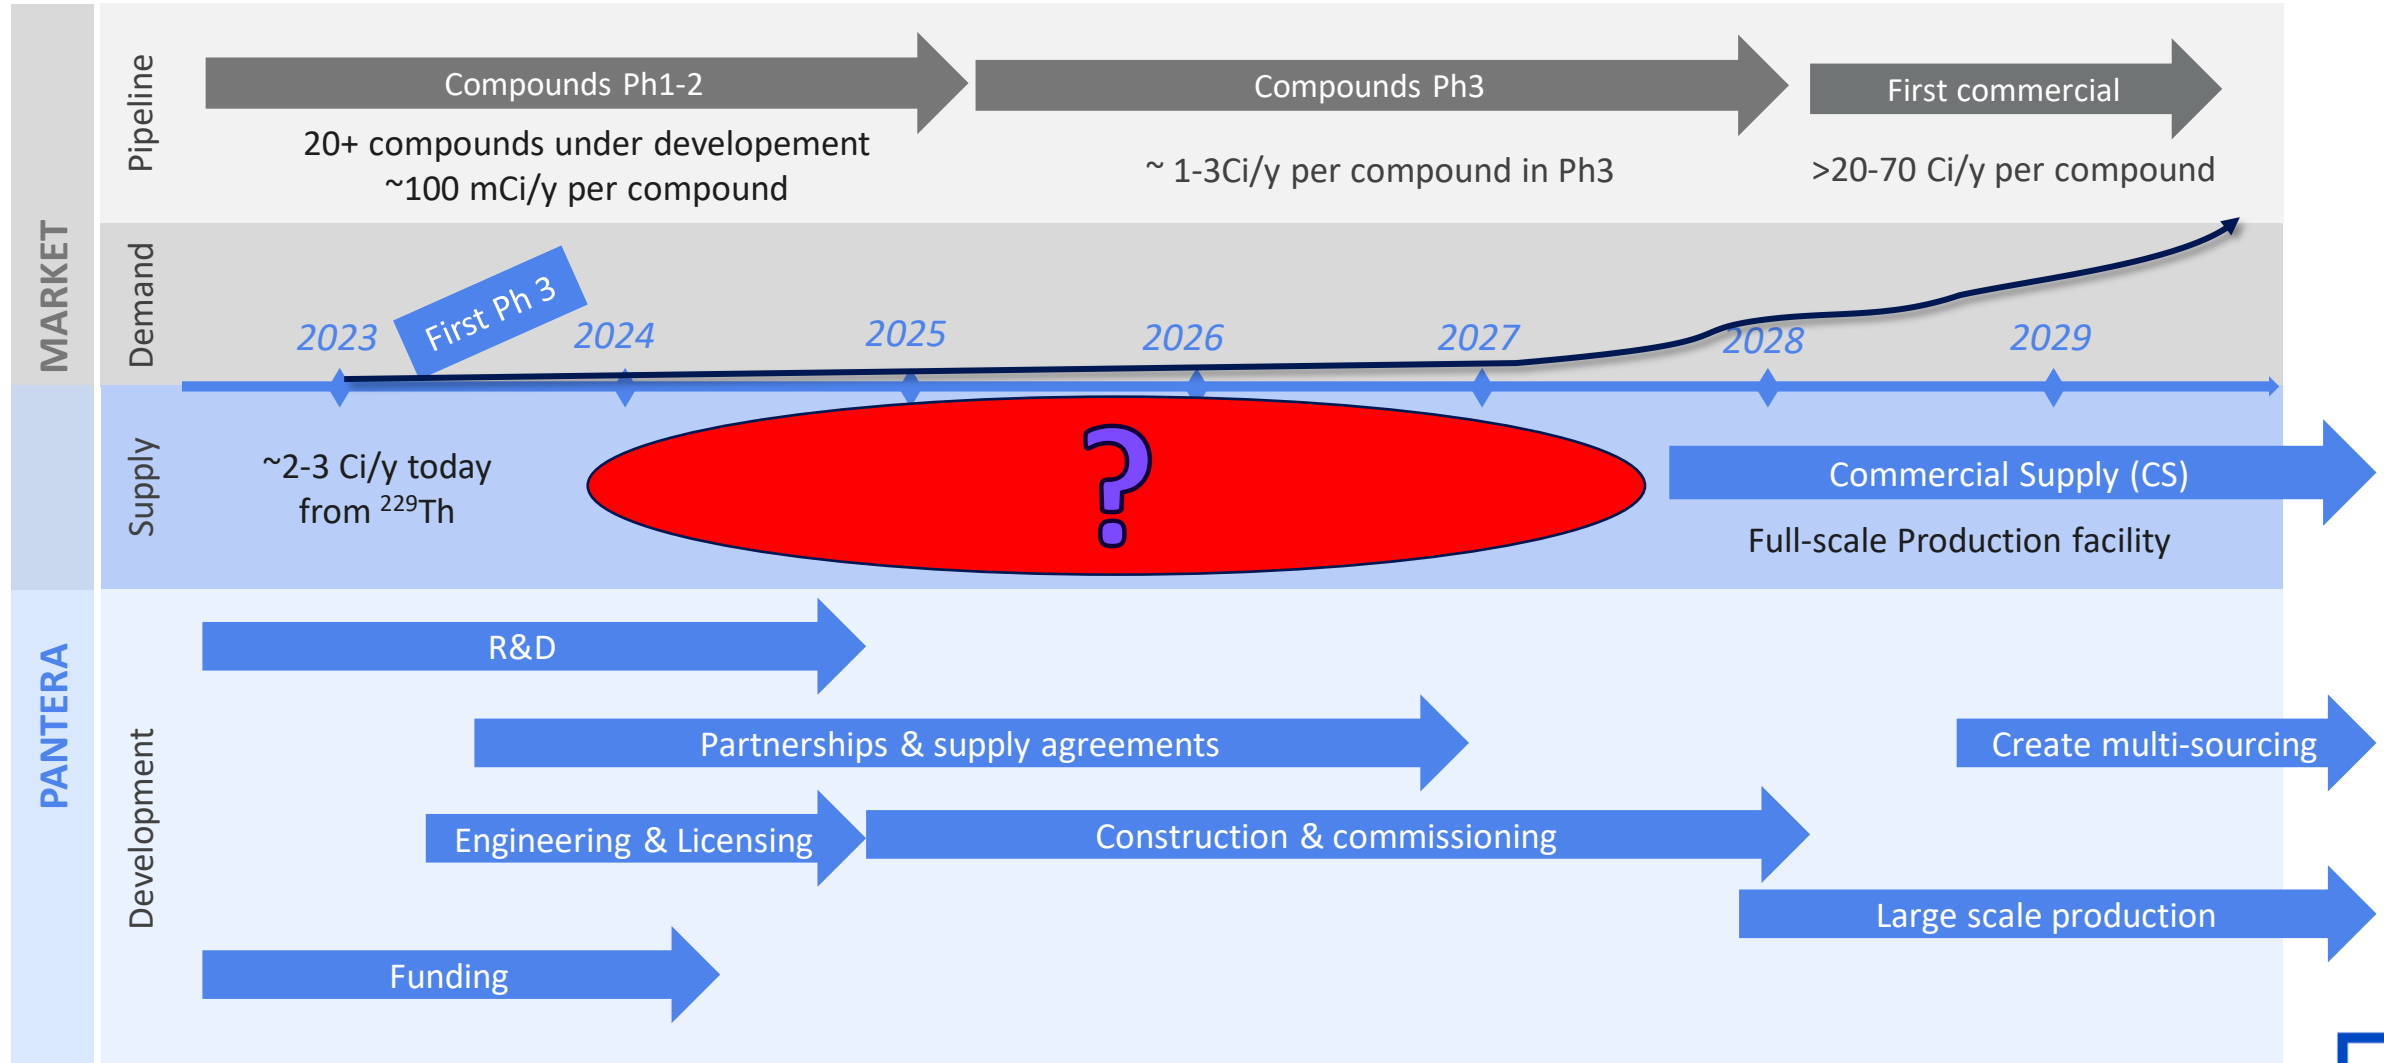 MARKET
Pipeline
Compounds Ph1-2
Compounds Ph3
First commercial
20+ compounds under developement
~100 mCi/y per compound
~ 1-3Ci/y per compound in Ph3
>20-70 Ci/y per compound
Demand
First Ph 3
2023
2024
2025
2026
2027
2028
2029
Supply
~2-3 Ci/y today
from ²²⁹Th
?
Commercial Supply (CS)
Full-scale Production facility
PANTERA
Development
R&D
Partnerships & supply agreements
Create multi-sourcing
Engineering & Licensing
Construction & commissioning
Large scale production
Funding